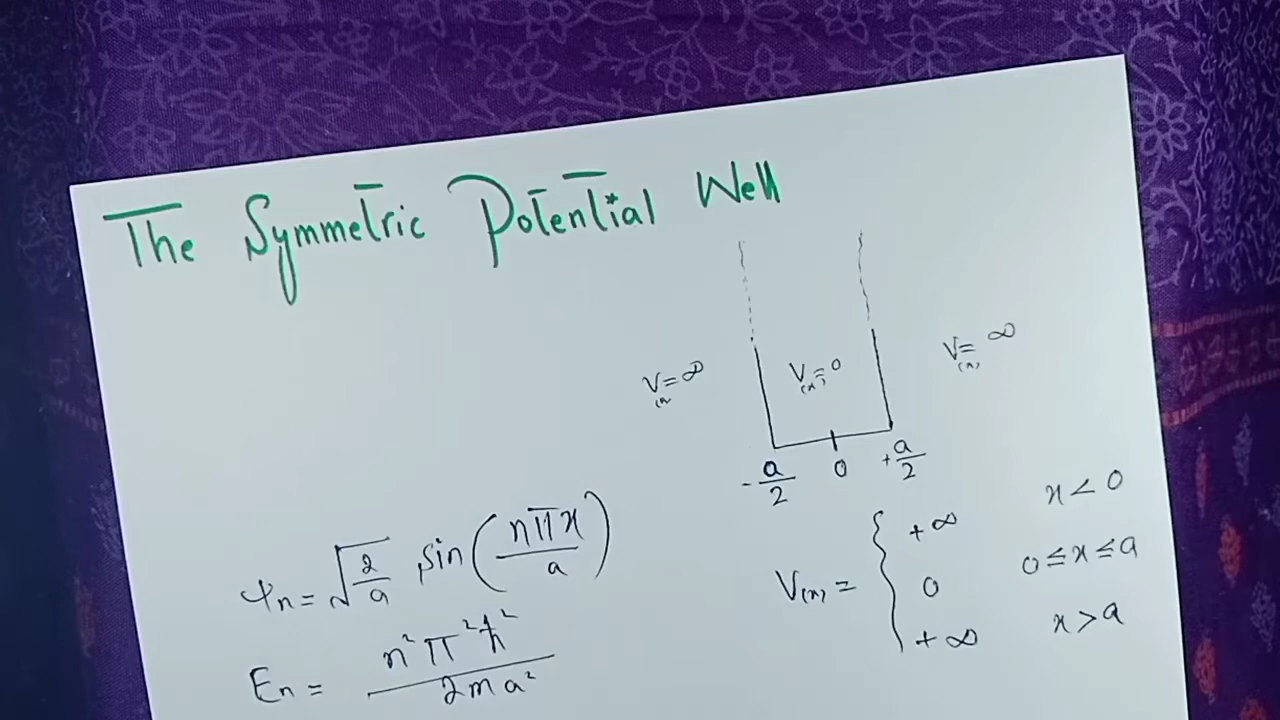 The Symmetric Potential Well
V(x = ∞
V(x) = 0
V(x) = ∞
-a/2
0
+a/2
ψn = √(2/a) sin(nπx/a)
En = n²π²ħ²/2ma²
V(x) = { +∞ x < 0
0 0 ≤ x ≤ a
+∞ x > a